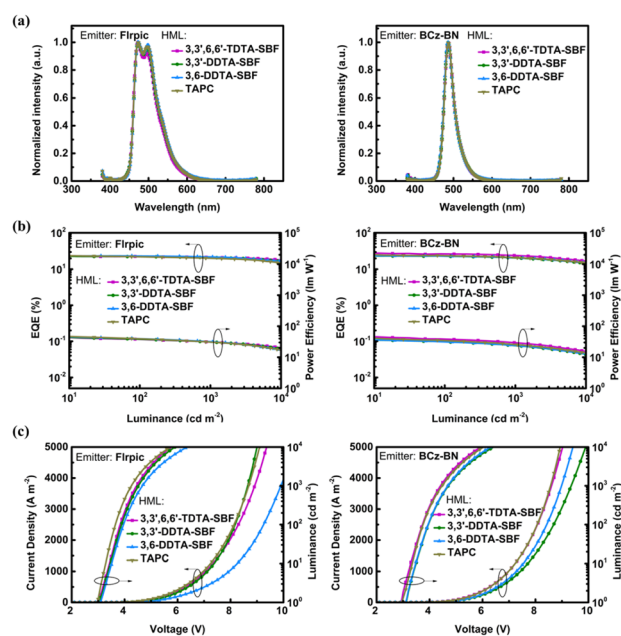 (a)
Emitter: FIrpic HML:
3,3',6,6'-TDTA-SBF
3,3'-DDTA-SBF
3,6-DDTA-SBF
TAPC
Normalized intensity (a.u.)
1.0
0.8
0.6
0.4
0.2
0.0
300 400 500 600 700 800
Wavelength (nm)
Emitter: BCz-BN HML:
3,3',6,6'-TDTA-SBF
3,3'-DDTA-SBF
3,6-DDTA-SBF
TAPC
Normalized intensity (a.u.)
1.0
0.8
0.6
0.4
0.2
0.0
300 400 500 600 700 800
Wavelength (nm)
(b)
Emitter: FIrpic
HML:
3,3',6,6'-TDTA-SBF
3,3'-DDTA-SBF
3,6-DDTA-SBF
TAPC
EQE (%)
10²
10¹
10⁰
10⁻¹
10⁻²
Power Efficiency (lm W⁻¹)
10⁵
10⁴
10³
10²
10¹
10⁰
10¹ 10² 10³ 10⁴
Luminance (cd m⁻²)
Emitter: BCz-BN
HML:
3,3',6,6'-TDTA-SBF
3,3'-DDTA-SBF
3,6-DDTA-SBF
TAPC
EQE (%)
10²
10¹
10⁰
10⁻¹
10⁻²
Power Efficiency (lm W⁻¹)
10⁵
10⁴
10³
10²
10¹
10⁰
10¹ 10² 10³ 10⁴
Luminance (cd m⁻²)
(c)
Emitter: FIrpic
HML:
3,3',6,6'-TDTA-SBF
3,3'-DDTA-SBF
3,6-DDTA-SBF
TAPC
Current Density (A m⁻²)
5000
4000
3000
2000
1000
0
Luminance (cd m⁻²)
10⁴
10³
10²
10¹
10⁰
2 4 6 8 10
Voltage (V)
Emitter: BCz-BN
HML:
3,3',6,6'-TDTA-SBF
3,3'-DDTA-SBF
3,6-DDTA-SBF
TAPC
Current Density (A m⁻²)
5000
4000
3000
2000
1000
0
Luminance (cd m⁻²)
10⁴
10³
10²
10¹
10⁰
2 4 6 8 10
Voltage (V)